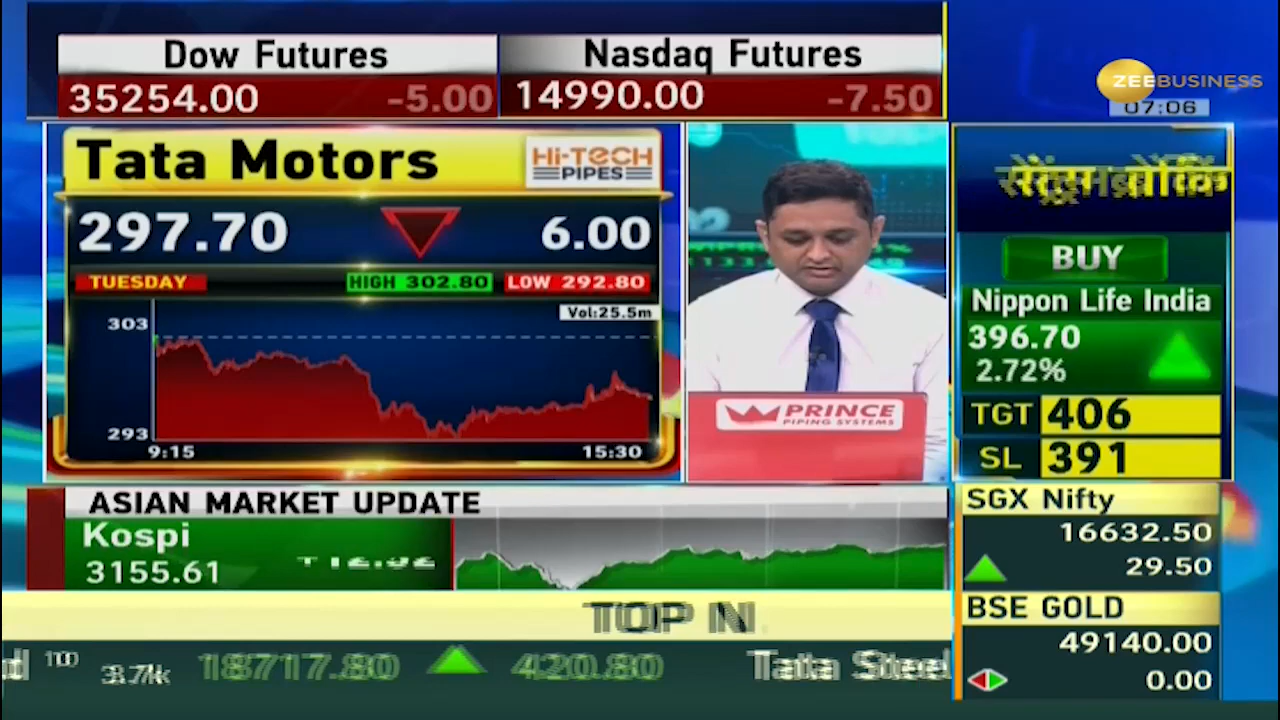 Dow Futures
35254.00 -5.00
Nasdaq Futures
14990.00 -7.50
ZEEBUSINESS
07:06
Tata Motors
Hi-TECH
PIPES
297.70 6.00
TUESDAY HIGH 302.80 LOW 292.80
Vol:25.5m
303
293
9:15 15:30
PRINCE
PIPING SYSTEMS
BUY
Nippon Life India
396.70
2.72%
TGT 406
SL 391
ASIAN MARKET UPDATE
Kospi
3155.61
SGX Nifty
16632.50
29.50
BSE GOLD
49140.00
0.00
TOP IN
100 18717.80 420.80 Tata Steel